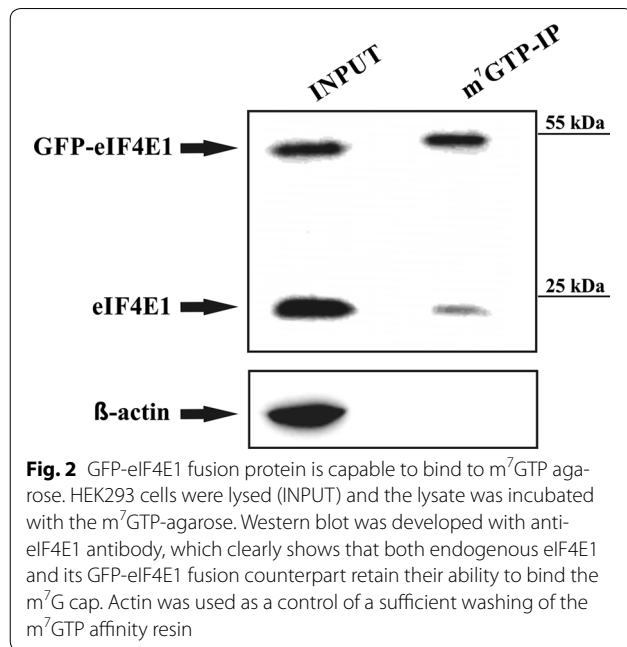 INPUT m⁷GTP-IP
GFP-eIF4E1
55 kDa
eIF4E1
25 kDa
ß-actin
Fig. 2 GFP-eIF4E1 fusion protein is capable to bind to m⁷GTP aga-
rose. HEK293 cells were lysed (INPUT) and the lysate was incubated
with the m⁷GTP-agarose. Western blot was developed with anti-
eIF4E1 antibody, which clearly shows that both endogenous eIF4E1
and its GFP-eIF4E1 fusion counterpart retain their ability to bind the
m⁷G cap. Actin was used as a control of a sufficient washing of the
m⁷GTP affinity resin